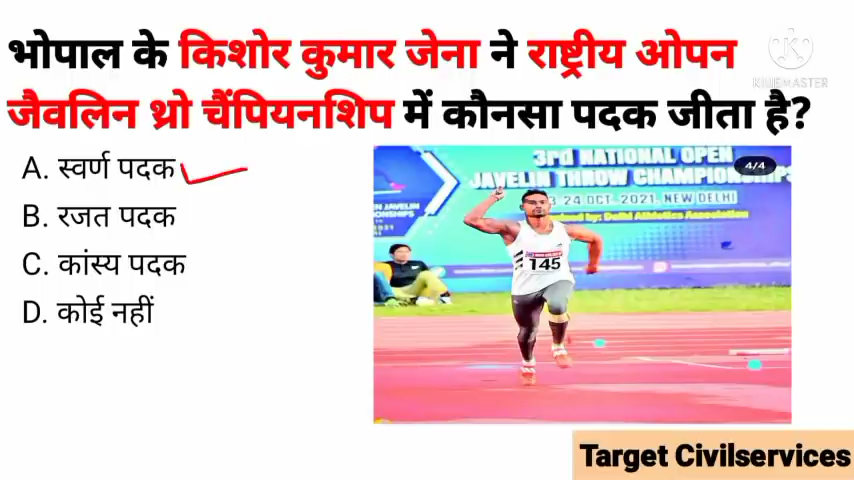 भोपाल के किशोर कुमार जेना ने राष्ट्रीय ओपन
जैवलिन थ्रो चैंपियनशिप में कौनसा पदक जीता है?
KINEMASTER
A. स्वर्ण पदक
B. रजत पदक
C. कांस्य पदक
D. कोई नहीं
3rd NATIONAL OPEN
4/4
JAVELIN THROW CHAMPIONSHIPS
24 OCT 2021, NEW DELHI
by: Delhi Athletics Association
145
Target Civilservices